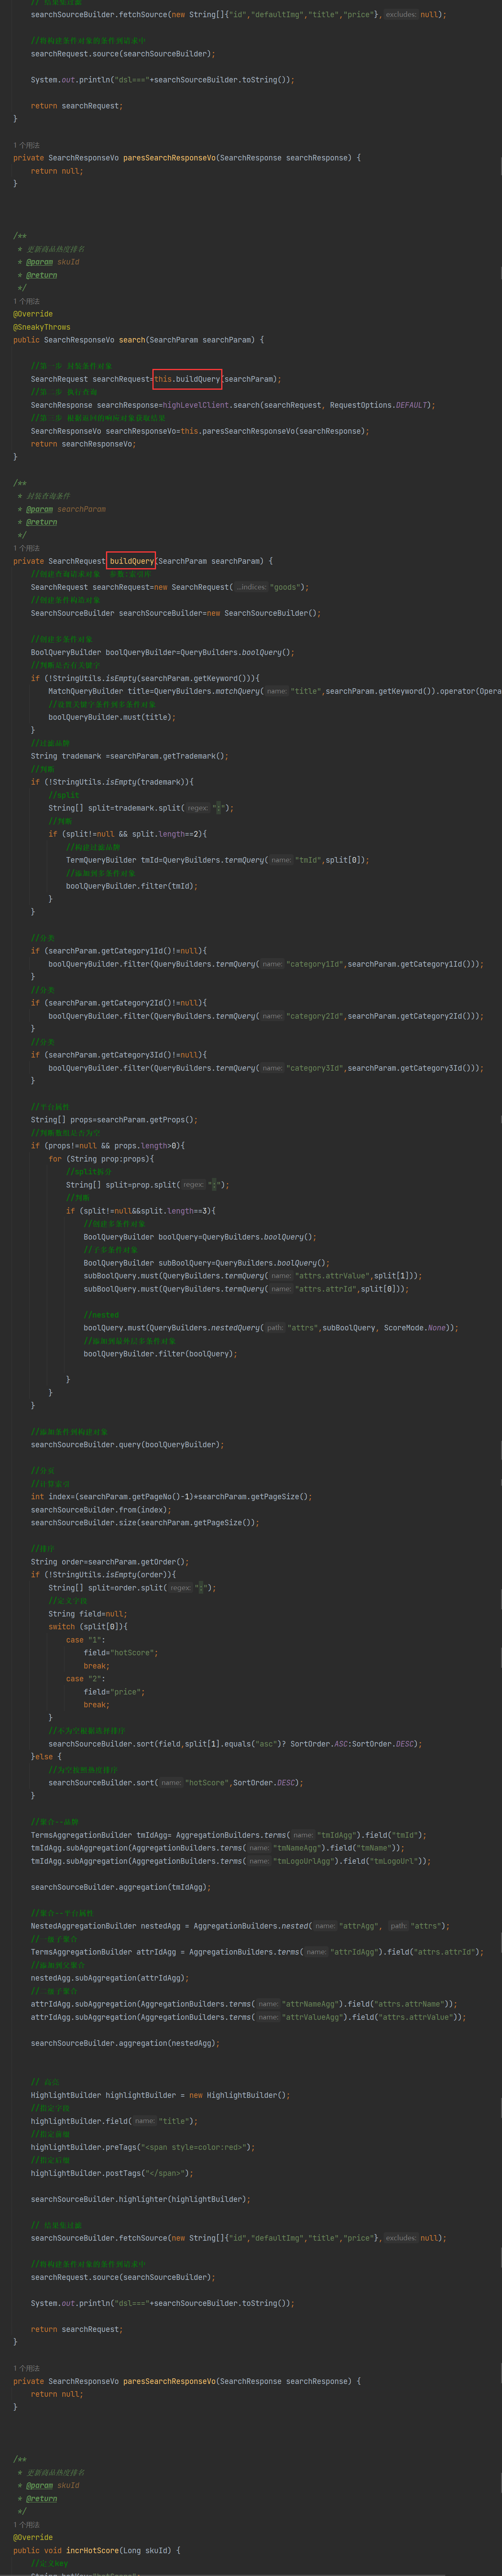 // 结果集过滤
searchSourceBuilder.fetchSource(new String[]{"id","defaultImg","title","price"}, excludes: null);
//将构建条件对象的条件到请求中
searchRequest.source(searchSourceBuilder);
System.out.println("dsl==="+searchSourceBuilder.toString());
return searchRequest;
}
1 个用法
private SearchResponseVo paresSearchResponseVo(SearchResponse searchResponse) {
return null;
}
/**
* 更新商品热度排名
* @param skuId
* @return
*/
1 个用法
@Override
@SneakyThrows
public SearchResponseVo search(SearchParam searchParam) {
//第一步 封装条件对象
SearchRequest searchRequest=this.buildQuery(searchParam);
//第二步 执行查询
SearchResponse searchResponse=highLevelClient.search(searchRequest, RequestOptions.DEFAULT);
//第三步 根据返回的响应对象获取结果
SearchResponseVo searchResponseVo=this.paresSearchResponseVo(searchResponse);
return searchResponseVo;
}
/**
* 封装查询条件
* @param searchParam
* @return
*/
1 个用法
private SearchRequest buildQuery(SearchParam searchParam) {
//创建查询请求对象
SearchRequest searchRequest=new SearchRequest( ...indices: "goods");
//创建条件构造对象
SearchSourceBuilder searchSourceBuilder=new SearchSourceBuilder();
//创建多条件对象
BoolQueryBuilder boolQueryBuilder=QueryBuilders.boolQuery();
//判断是否有关键字
if (!StringUtils.isEmpty(searchParam.getKeyword())){
MatchQueryBuilder title=QueryBuilders.matchQuery( name: "title",searchParam.getKeyword()).operator(Opera
//设置关键字条件到多条件对象
boolQueryBuilder.must(title);
}
//过滤品牌
String trademark =searchParam.getTrademark();
//判断
if (!StringUtils.isEmpty(trademark)){
//split
String[] split=trademark.split( regex: ":");
//判断
if (split!=null && split.length==2){
//构建过滤品牌
TermQueryBuilder tmId=QueryBuilders.termQuery( name: "tmId",split[0]);
//添加到多条件对象
boolQueryBuilder.filter(tmId);
}
}
//分类
if (searchParam.getCategory1Id()!=null){
boolQueryBuilder.filter(QueryBuilders.termQuery( name: "category1Id",searchParam.getCategory1Id()));
}
//分类
if (searchParam.getCategory2Id()!=null){
boolQueryBuilder.filter(QueryBuilders.termQuery( name: "category2Id",searchParam.getCategory2Id()));
}
//分类
if (searchParam.getCategory3Id()!=null){
boolQueryBuilder.filter(QueryBuilders.termQuery( name: "category3Id",searchParam.getCategory3Id()));
}
//平台属性
String[] props=searchParam.getProps();
//判断数组是否为空
if (props!=null && props.length>0){
for (String prop:props){
//split拆分
String[] split=prop.split( regex: ":");
//判断
if (split!=null&&split.length==3){
//创建多条件对象
BoolQueryBuilder boolQuery=QueryBuilders.boolQuery();
//子多条件对象
BoolQueryBuilder subBoolQuery=QueryBuilders.boolQuery();
subBoolQuery.must(QueryBuilders.termQuery( name: "attrs.attrValue",split[1]));
subBoolQuery.must(QueryBuilders.termQuery( name: "attrs.attrId",split[0]));
//nested
boolQuery.must(QueryBuilders.nestedQuery( path: "attrs",subBoolQuery, ScoreMode.None));
//添加到最外层多条件对象
boolQueryBuilder.filter(boolQuery);
}
}
}
//添加条件到构建对象
searchSourceBuilder.query(boolQueryBuilder);
//分页
//计算索引
int index=(searchParam.getPageNo()-1)*searchParam.getPageSize();
searchSourceBuilder.from(index);
searchSourceBuilder.size(searchParam.getPageSize());
//排序
String order=searchParam.getOrder();
if (!StringUtils.isEmpty(order)){
String[] split=order.split( regex: ":");
//定义字段
String field=null;
switch (split[0]){
case "1":
field="hotScore";
break;
case "2":
field="price";
break;
}
//不为空根据选择排序
searchSourceBuilder.sort(field,split[1].equals("asc")? SortOrder.ASC:SortOrder.DESC);
}else {
//为空按照热度排序
searchSourceBuilder.sort( name: "hotScore",SortOrder.DESC);
}
//聚合--品牌
TermsAggregationBuilder tmIdAgg= AggregationBuilders.terms( name: "tmIdAgg").field("tmId");
tmIdAgg.subAggregation(AggregationBuilders.terms( name: "tmNameAgg").field("tmName"));
tmIdAgg.subAggregation(AggregationBuilders.terms( name: "tmLogoUrlAgg").field("tmLogoUrl"));
searchSourceBuilder.aggregation(tmIdAgg);
//聚合--平台属性
NestedAggregationBuilder nestedAgg = AggregationBuilders.nested( name: "attrAgg", path: "attrs");
//一级子聚合
TermsAggregationBuilder attrIdAgg = AggregationBuilders.terms( name: "attrIdAgg").field("attrs.attrId");
//添加到父聚合
nestedAgg.subAggregation(attrIdAgg);
// 二级子聚合
attrIdAgg.subAggregation(AggregationBuilders.terms( name: "attrNameAgg").field("attrs.attrName"));
attrIdAgg.subAggregation(AggregationBuilders.terms( name: "attrValueAgg").field("attrs.attrValue"));
searchSourceBuilder.aggregation(nestedAgg);
// 高亮
HighlightBuilder highlightBuilder = new HighlightBuilder();
//指定字段
highlightBuilder.field( name: "title");
//指定前缀
highlightBuilder.preTags("<span style=color:red>");
//指定后缀
highlightBuilder.postTags("</span>");
searchSourceBuilder.highlighter(highlightBuilder);
// 结果集过滤
searchSourceBuilder.fetchSource(new String[]{"id","defaultImg","title","price"}, excludes: null);
//将构建条件对象的条件到请求中
searchRequest.source(searchSourceBuilder);
System.out.println("dsl==="+searchSourceBuilder.toString());
return searchRequest;
}
1 个用法
private SearchResponseVo paresSearchResponseVo(SearchResponse searchResponse) {
return null;
}
/**
* 更新商品热度排名
* @param skuId
* @return
*/
1 个用法
@Override
public void incrHotScore(Long skuId) {
//定义key